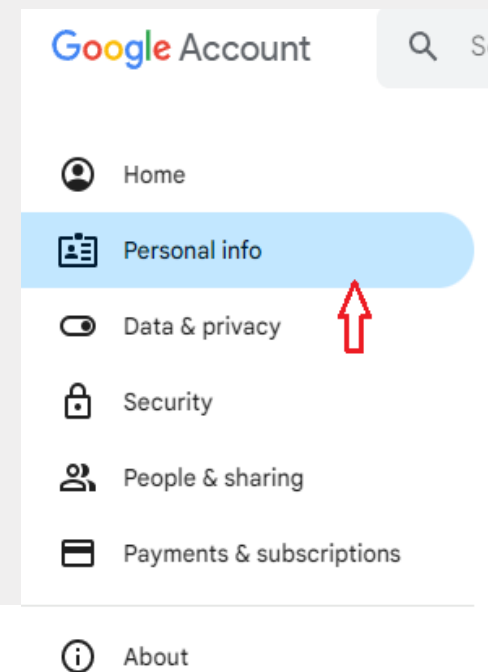 Google Account
Home
Personal info
Data & privacy
Security
People & sharing
Payments & subscriptions
About